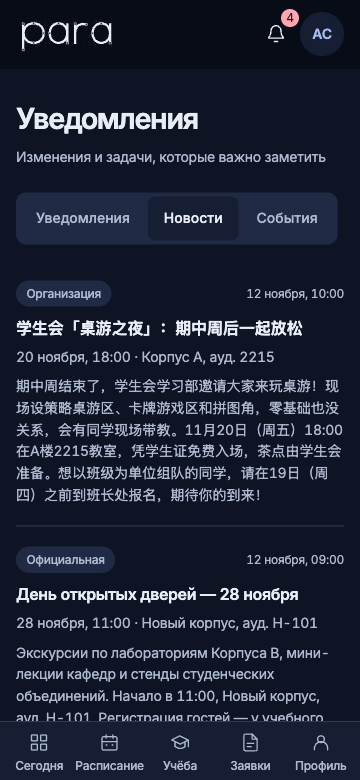 para
4
АС
Уведомления
Изменения и задачи, которые важно заметить
Уведомления Новости События
Организация 12 ноября, 10:00
学生会「桌游之夜」：期中周后一起放松
20 ноября, 18:00 · Корпус А, ауд. 2215
期中周结束了，学生会学习部邀请大家来玩桌游！现
场设策略桌游区、卡牌游戏区和拼图角，零基础也没
关系，会有同学现场带教。11月20日（周五）18:00
在A楼2215教室，凭学生证免费入场，茶点由学生会
准备。想以班级为单位组队的同学，请在19日（周
四）之前到班长处报名，期待你的到来！
Официальная 12 ноября, 09:00
День открытых дверей — 28 ноября
28 ноября, 11:00 · Новый корпус, ауд. Н-101
Экскурсии по лабораториям Корпуса В, мини-
лекции кафедр и стенды студенческих
объединений. Начало в 11:00, Новый корпус,
ауд. Н-101. Регистрация гостей — у учебного
Сегодня Расписание Учёба Заявки Профиль